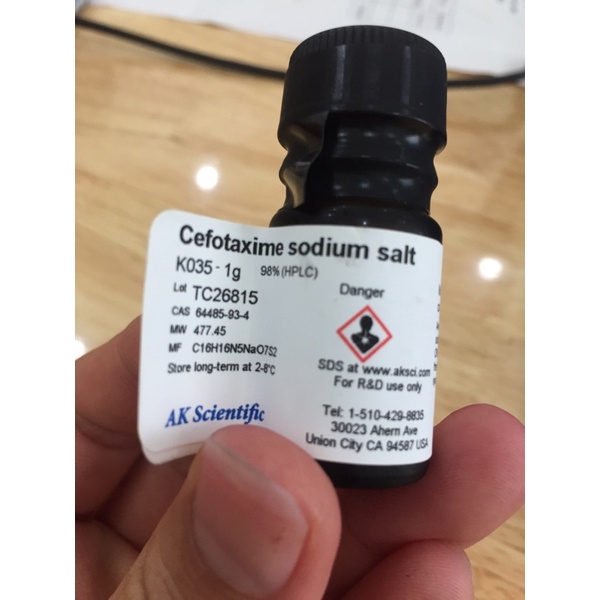 Cefotaxime sodium salt
K035 - 1g 98% (HPLC)
Lot TC26815
CAS 64485-93-4
MW 477.45
MF C16H16N5NaO7S2
Store long-term at 2-8°C
AK Scientific
Danger
SDS at www.aksci.com
For R&D use only
Tel: 1-510-429-8835
30023 Ahern Ave
Union City CA 94587 USA